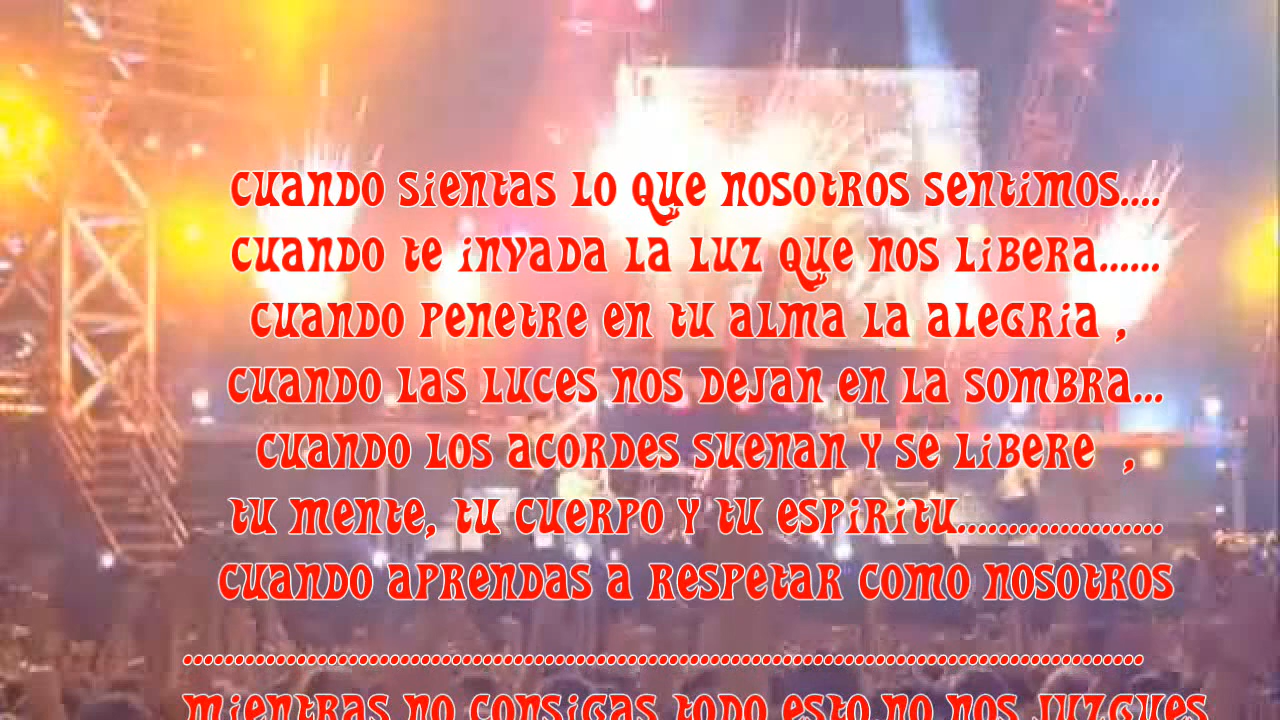 CUANDO SIENTAS LO QUE NOSOTROS SENTIMOS....
CUANDO TE INVADA LA LUZ QUE NOS LIBERA......
CUANDO PENETRE EN TU ALMA LA ALEGRIA ,
CUANDO LAS LUCES NOS DEJAN EN LA SOMBRA...
CUANDO LOS ACORDES SUENAN Y SE LIBERE ,
TU MENTE, TU CUERPO Y TU ESPIRITU....................
CUANDO APRENDAS A RESPETAR COMO NOSOTROS
............................................................................................
MIENTRAS NO CONSIGAS TODO ESTO,NO NOS JUZGUES